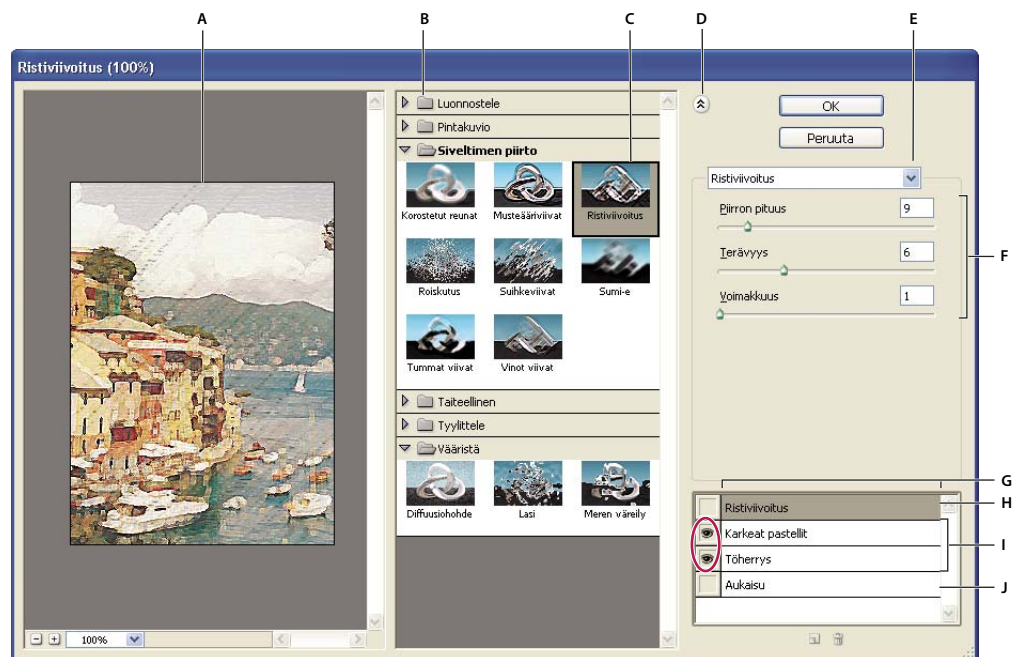 A B C D E
Ristiviivoitus (100%)
Luonnostele
Pintakuvio
Siveltimen piirto
Korostetut reunat Musteääriviivat Ristiviivoitus
Roiskutus Suihkeviivat Sumi-e
Tummat viivat Vinot viivat
Taiteellinen
Tyylittele
Vääristä
Diffuusiohohde Lasi Meren väreily
100%
OK
Peruuta
Ristiviivoitus
Piirron pituus 9
Terävyys 6
Voimakkuus 1
F
G
Ristiviivoitus H
Karkeat pastellit
I
Töherrys
Aukaisu J